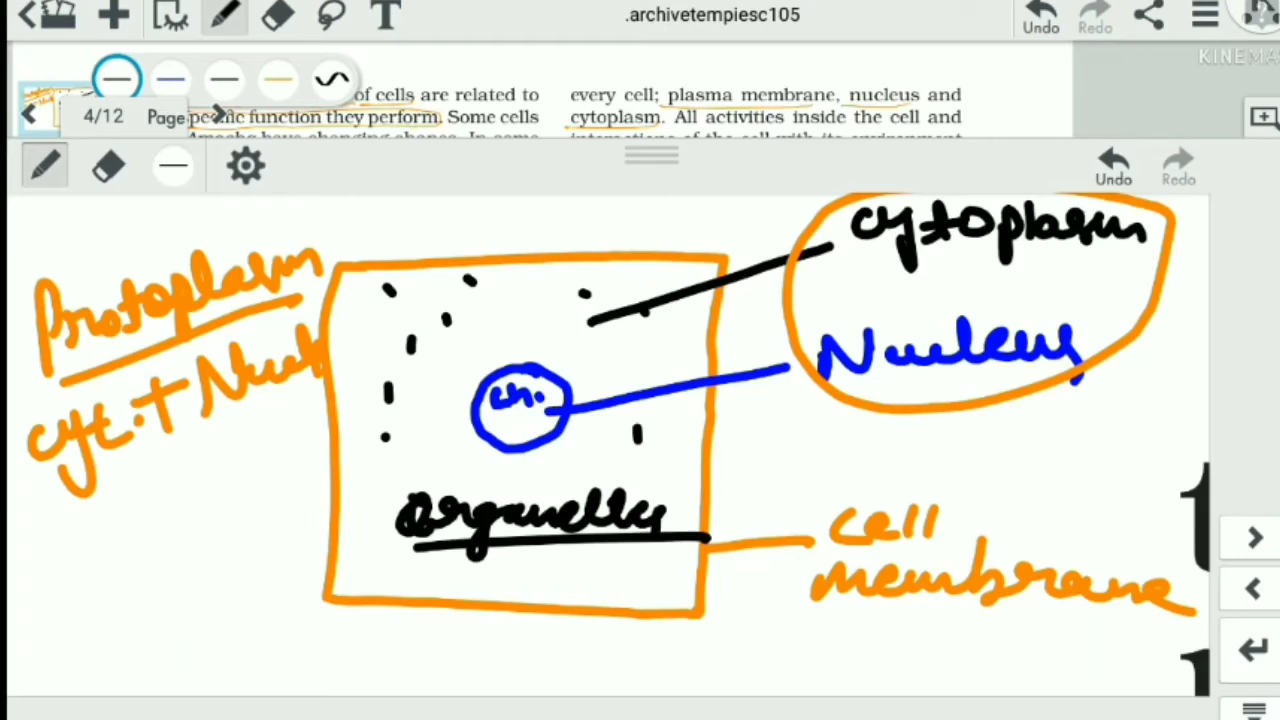 .archivetempiesc105
Undo
Redo
KINEMA
T
4/12
Page
of cells are related to
pecific function they perform. Some cells
every cell; plasma membrane, nucleus and
cytoplasm. All activities inside the cell and
Undo
Redo
Protoplasm
cyt. + Nucl
cytoplasm
Nucleus
ch.
Organelles
cell
membrane